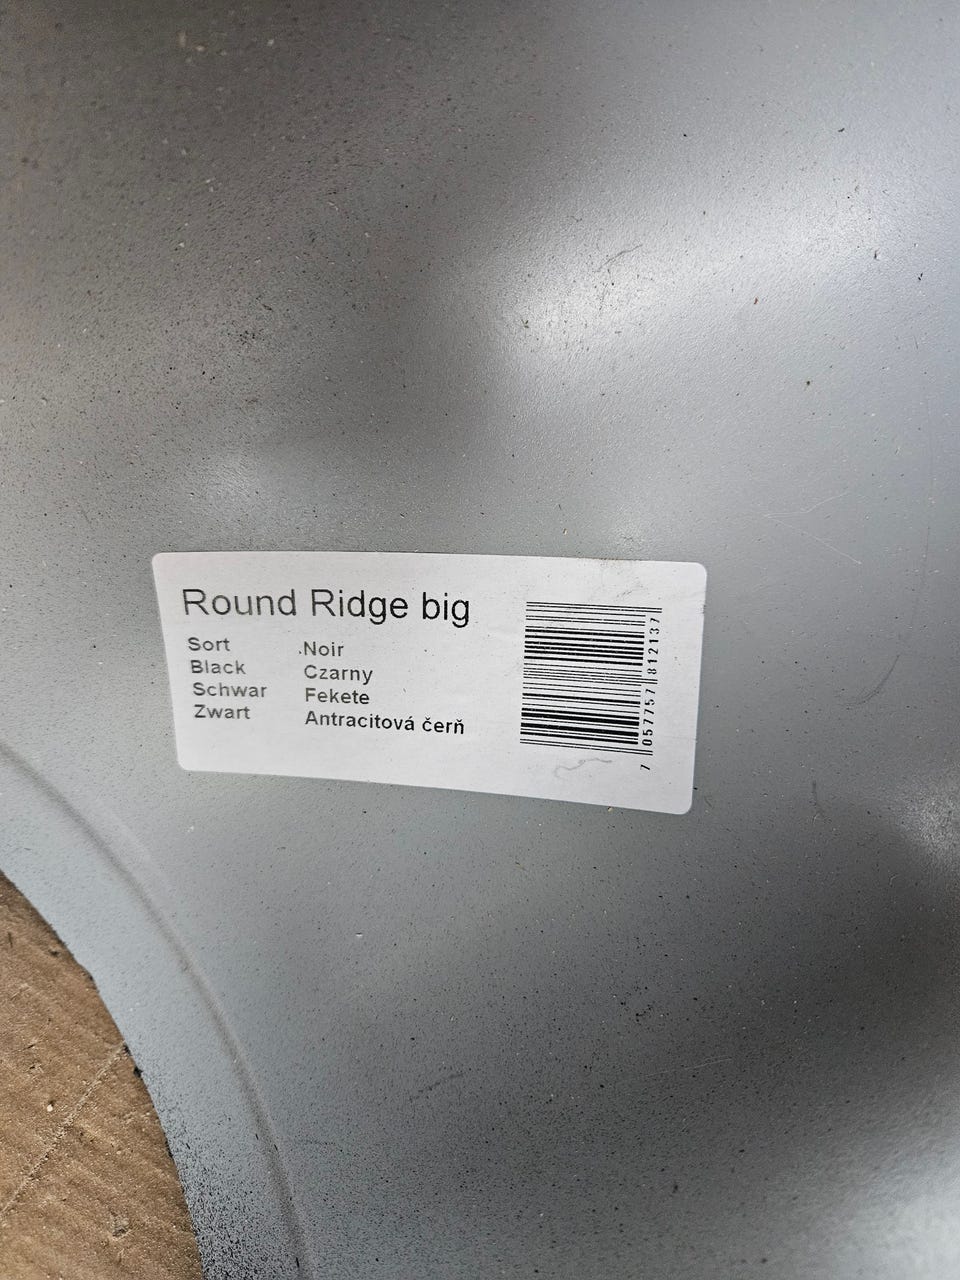 Round Ridge big
Sort .Noir
Black Czarny
Schwar Fekete
Zwart Antracitová čerň
7 057757 812137